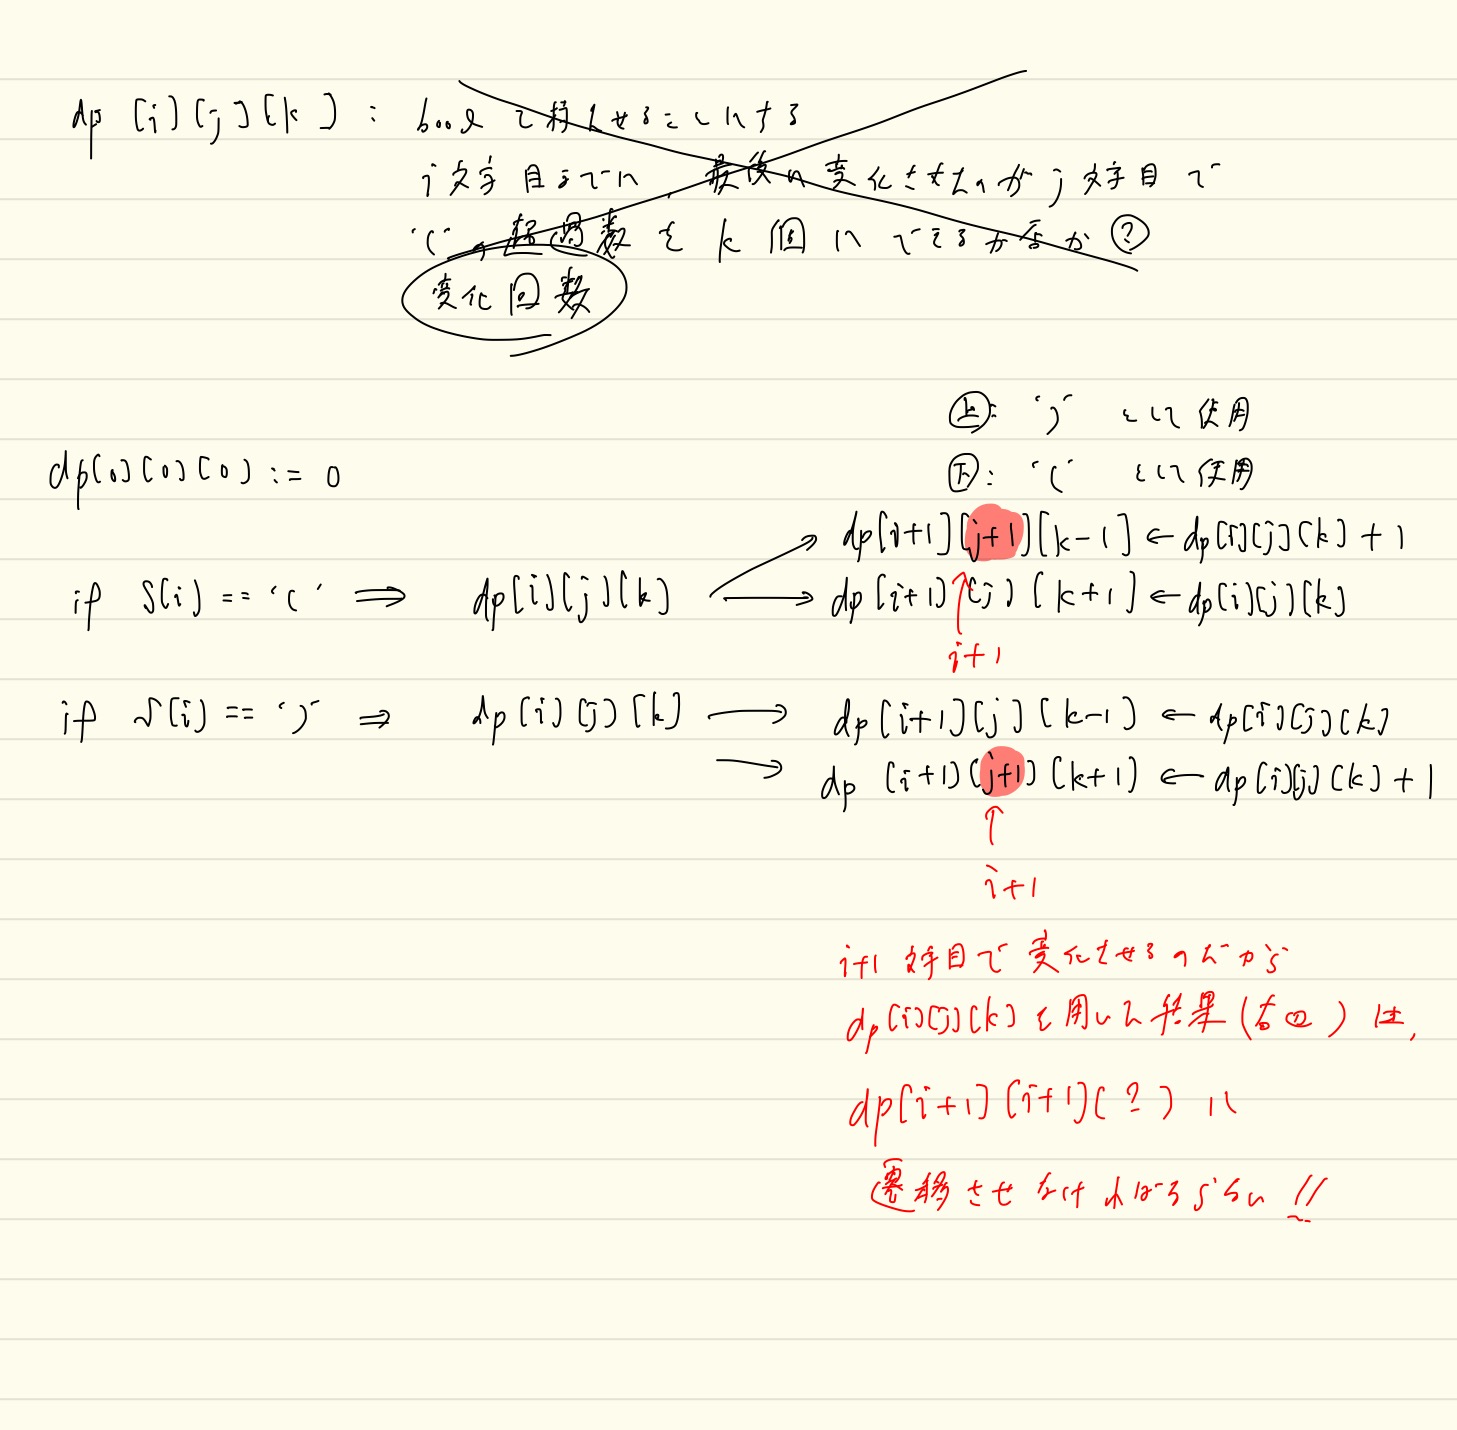 dp[i][j][k] : bool で持たせることにする
i文字目までに、最後に変化させたのが j文字目で
'(' の超過数を k 個にできるか否か ?
変化回数
上: ')' として使用
dp[0][0][0] := 0
下: '(' として使用
dp[i+1][j+1][k-1] ← dp[i][j][k] + 1
if S[i] == '(' ⇒ dp[i][j][k] → dp[i+1][j][k+1] ← dp[i][j][k]
i+1
if S[i] == ')' ⇒ dp[i][j][k] → dp[i+1][j][k-1] ← dp[i][j][k]
→ dp[i+1][j+1][k+1] ← dp[i][j][k] + 1
↑
i+1
i+1 文字目で変化させるのだから
dp[i][j][k] を用いた結果(右辺)は,
dp[i+1][i+1][?] に
遷移させなければならない!!